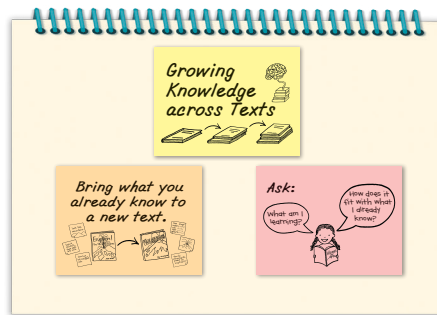 Growing
Knowledge
across Texts
Bring what you
already know to
a new text.
Ask:
What am I
learning?
How does it
fit with what
I already
know?